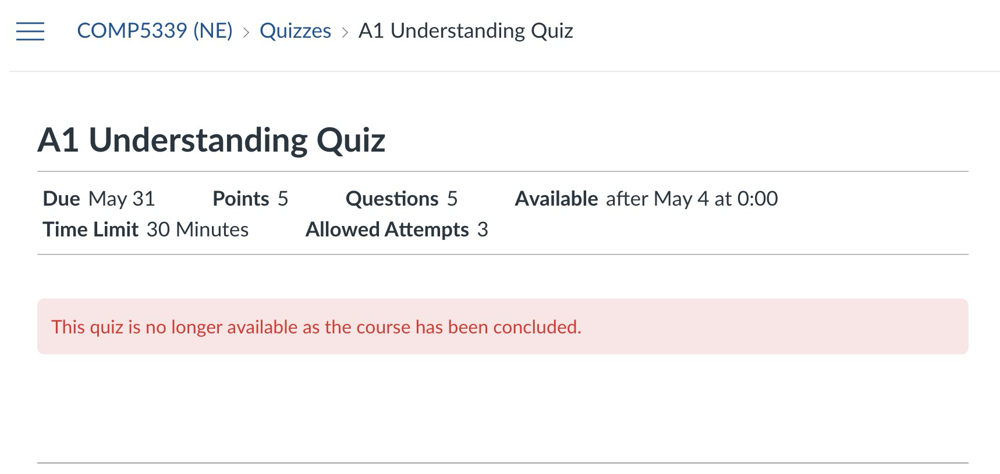 COMP5339 (NE) > Quizzes > A1 Understanding Quiz
A1 Understanding Quiz
Due May 31 Points 5 Questions 5 Available after May 4 at 0:00
Time Limit 30 Minutes Allowed Attempts 3
This quiz is no longer available as the course has been concluded.